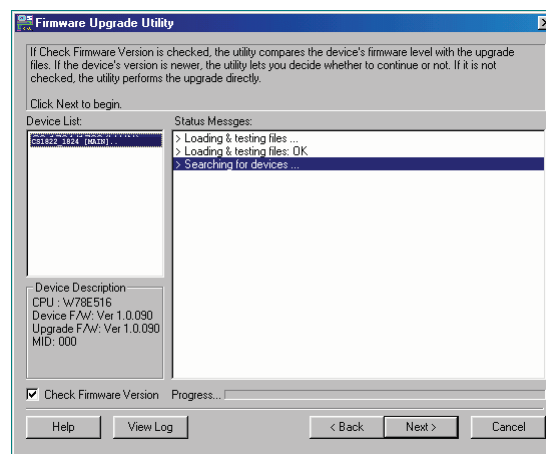 Firmware Upgrade Utility
If Check Firmware Version is checked, the utility compares the device's firmware level with the upgrade
files. If the device's version is newer, the utility lets you decide whether to continue or not. If it is not
checked, the utility performs the upgrade directly.
Click Next to begin.
Device List:
Status Messges:
CS1822_1824 [MAIN]..
> Loading & testing files ...
> Loading & testing files: OK
> Searching for devices ...
Device Description
CPU : W78E516
Device F/W: Ver 1.0.090
Upgrade F/W: Ver 1.0.090
MID: 000
Check Firmware Version
Progress...
Help
View Log
< Back
Next >
Cancel